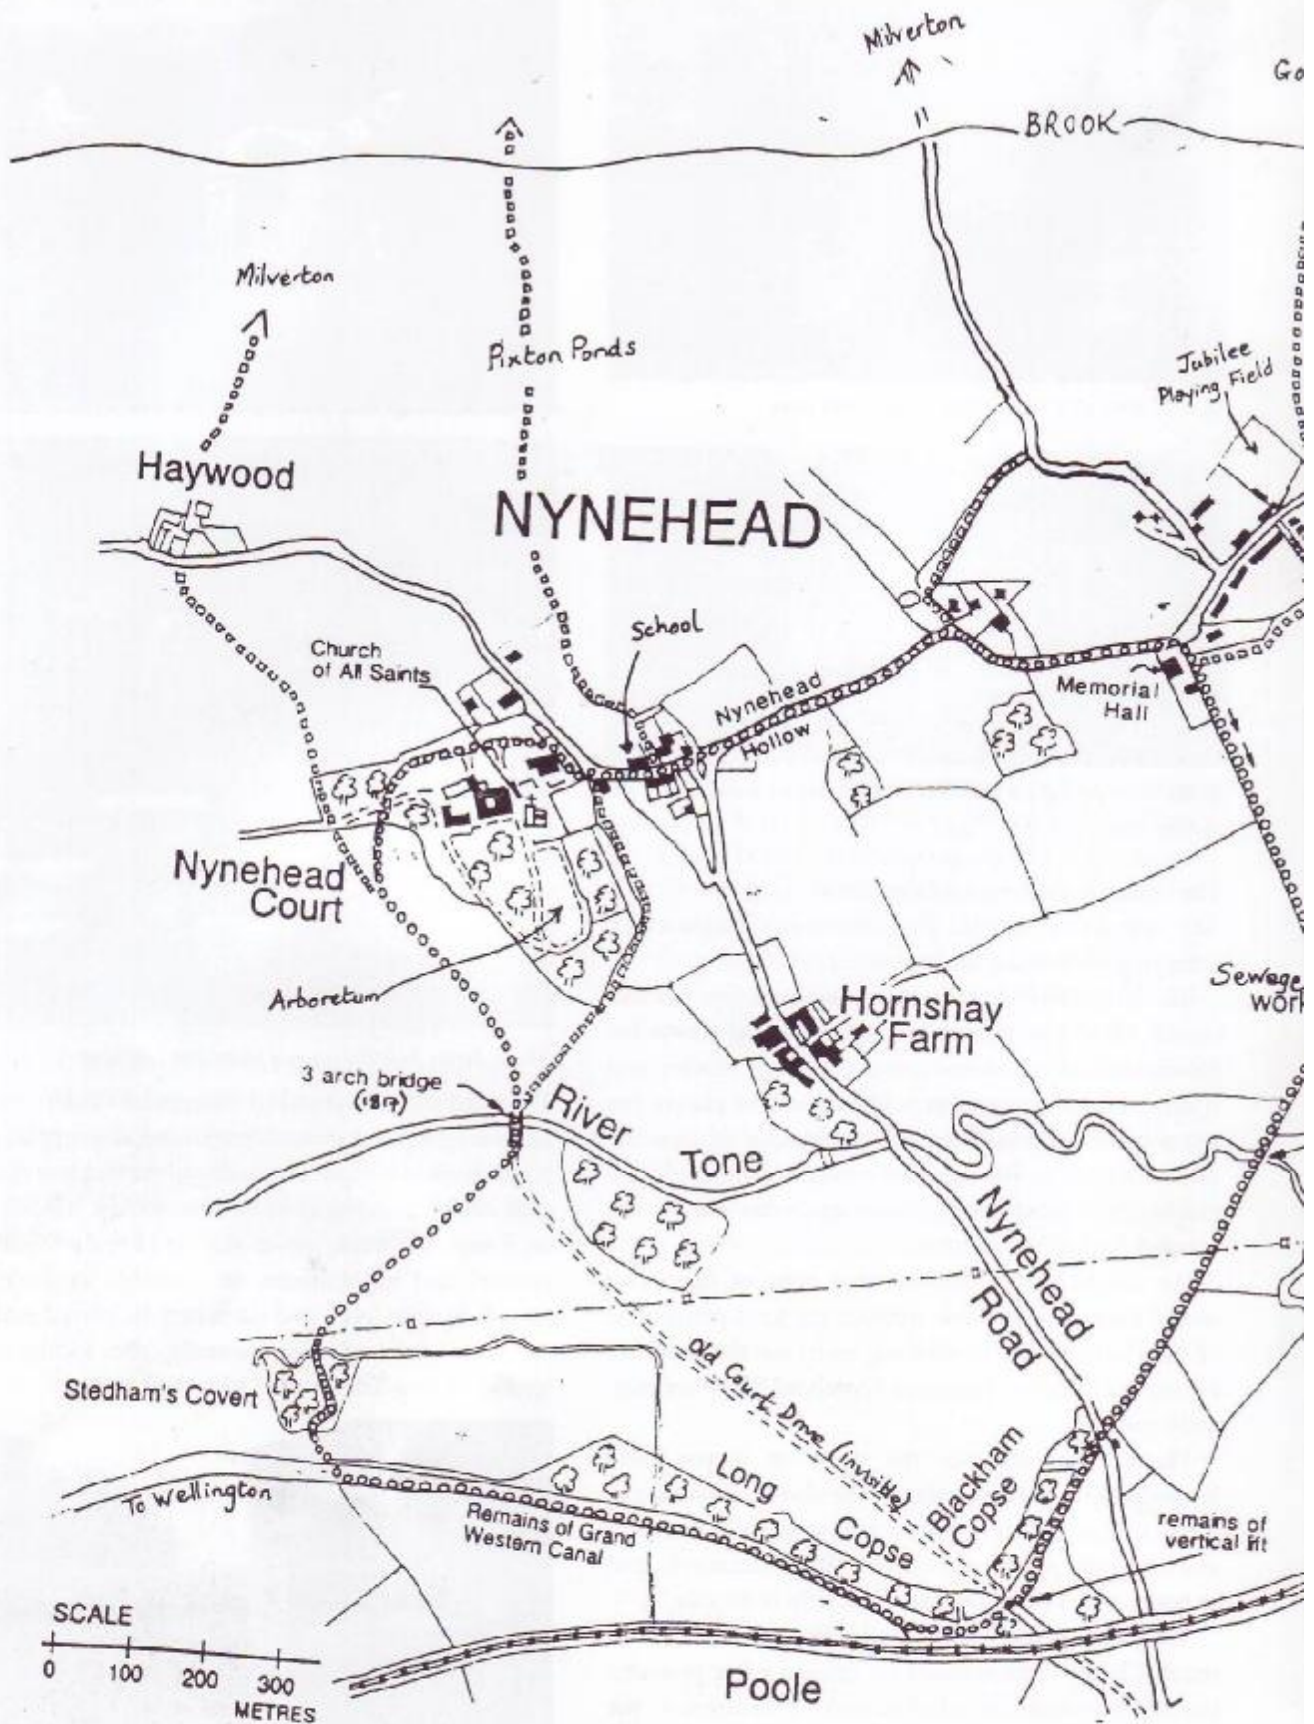 Milverton
Go
BROOK
Milverton
Pixton Ponds
Jubilee
Playing Field
Haywood
NYNEHEAD
School
Church
of All Saints
Nynehead
Hollow
Memorial
Hall
Nynehead
Court
Arboretum
Hornshay
Farm
Sewage
wor
3 arch bridge
(1817)
River
Tone
Nynehead
Road
Stedham's Covert
Old Court Drive (invisible)
To Wellington
Long
Copse
Blackham
Copse
Remains of Grand
Western Canal
remains of
vertical lift
SCALE
0 100 200 300
METRES
Poole